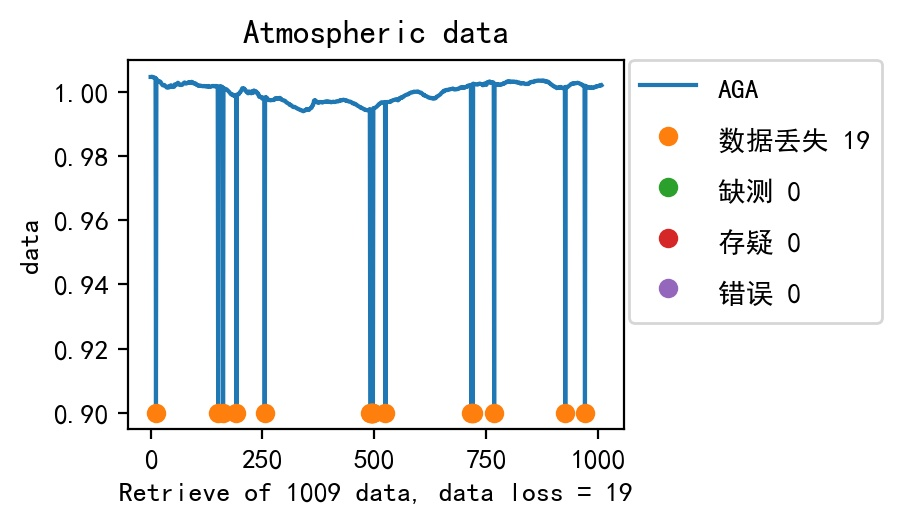 Atmospheric data
1.00
0.98
0.96
0.94
0.92
0.90
data
0 250 500 750 1000
Retrieve of 1009 data, data loss = 19
AGA
数据丢失 19
缺测 0
存疑 0
错误 0